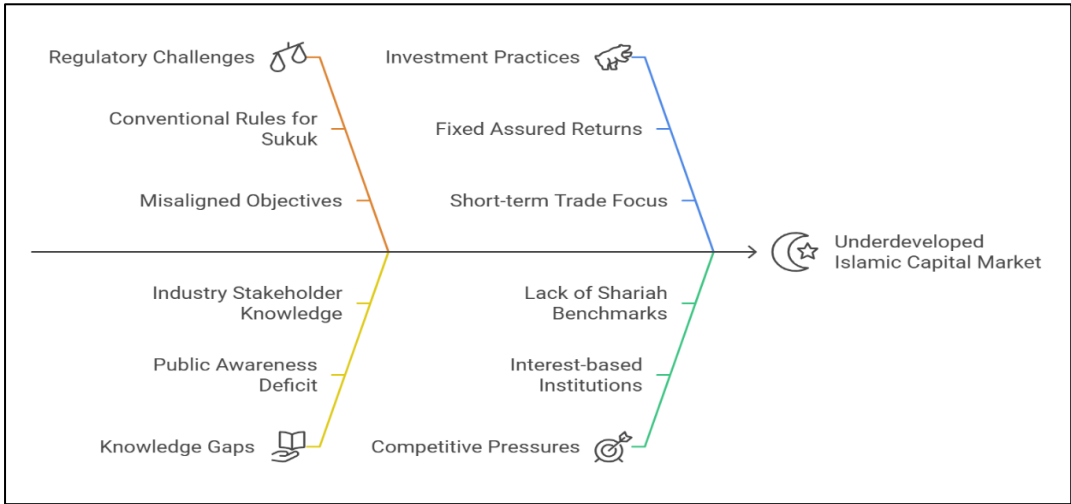 Regulatory Challenges
Investment Practices
Conventional Rules for
Sukuk
Fixed Assured Returns
Misaligned Objectives
Short-term Trade Focus
Underdeveloped
Islamic Capital Market
Industry Stakeholder
Knowledge
Lack of Shariah
Benchmarks
Public Awareness
Deficit
Interest-based
Institutions
Knowledge Gaps
Competitive Pressures